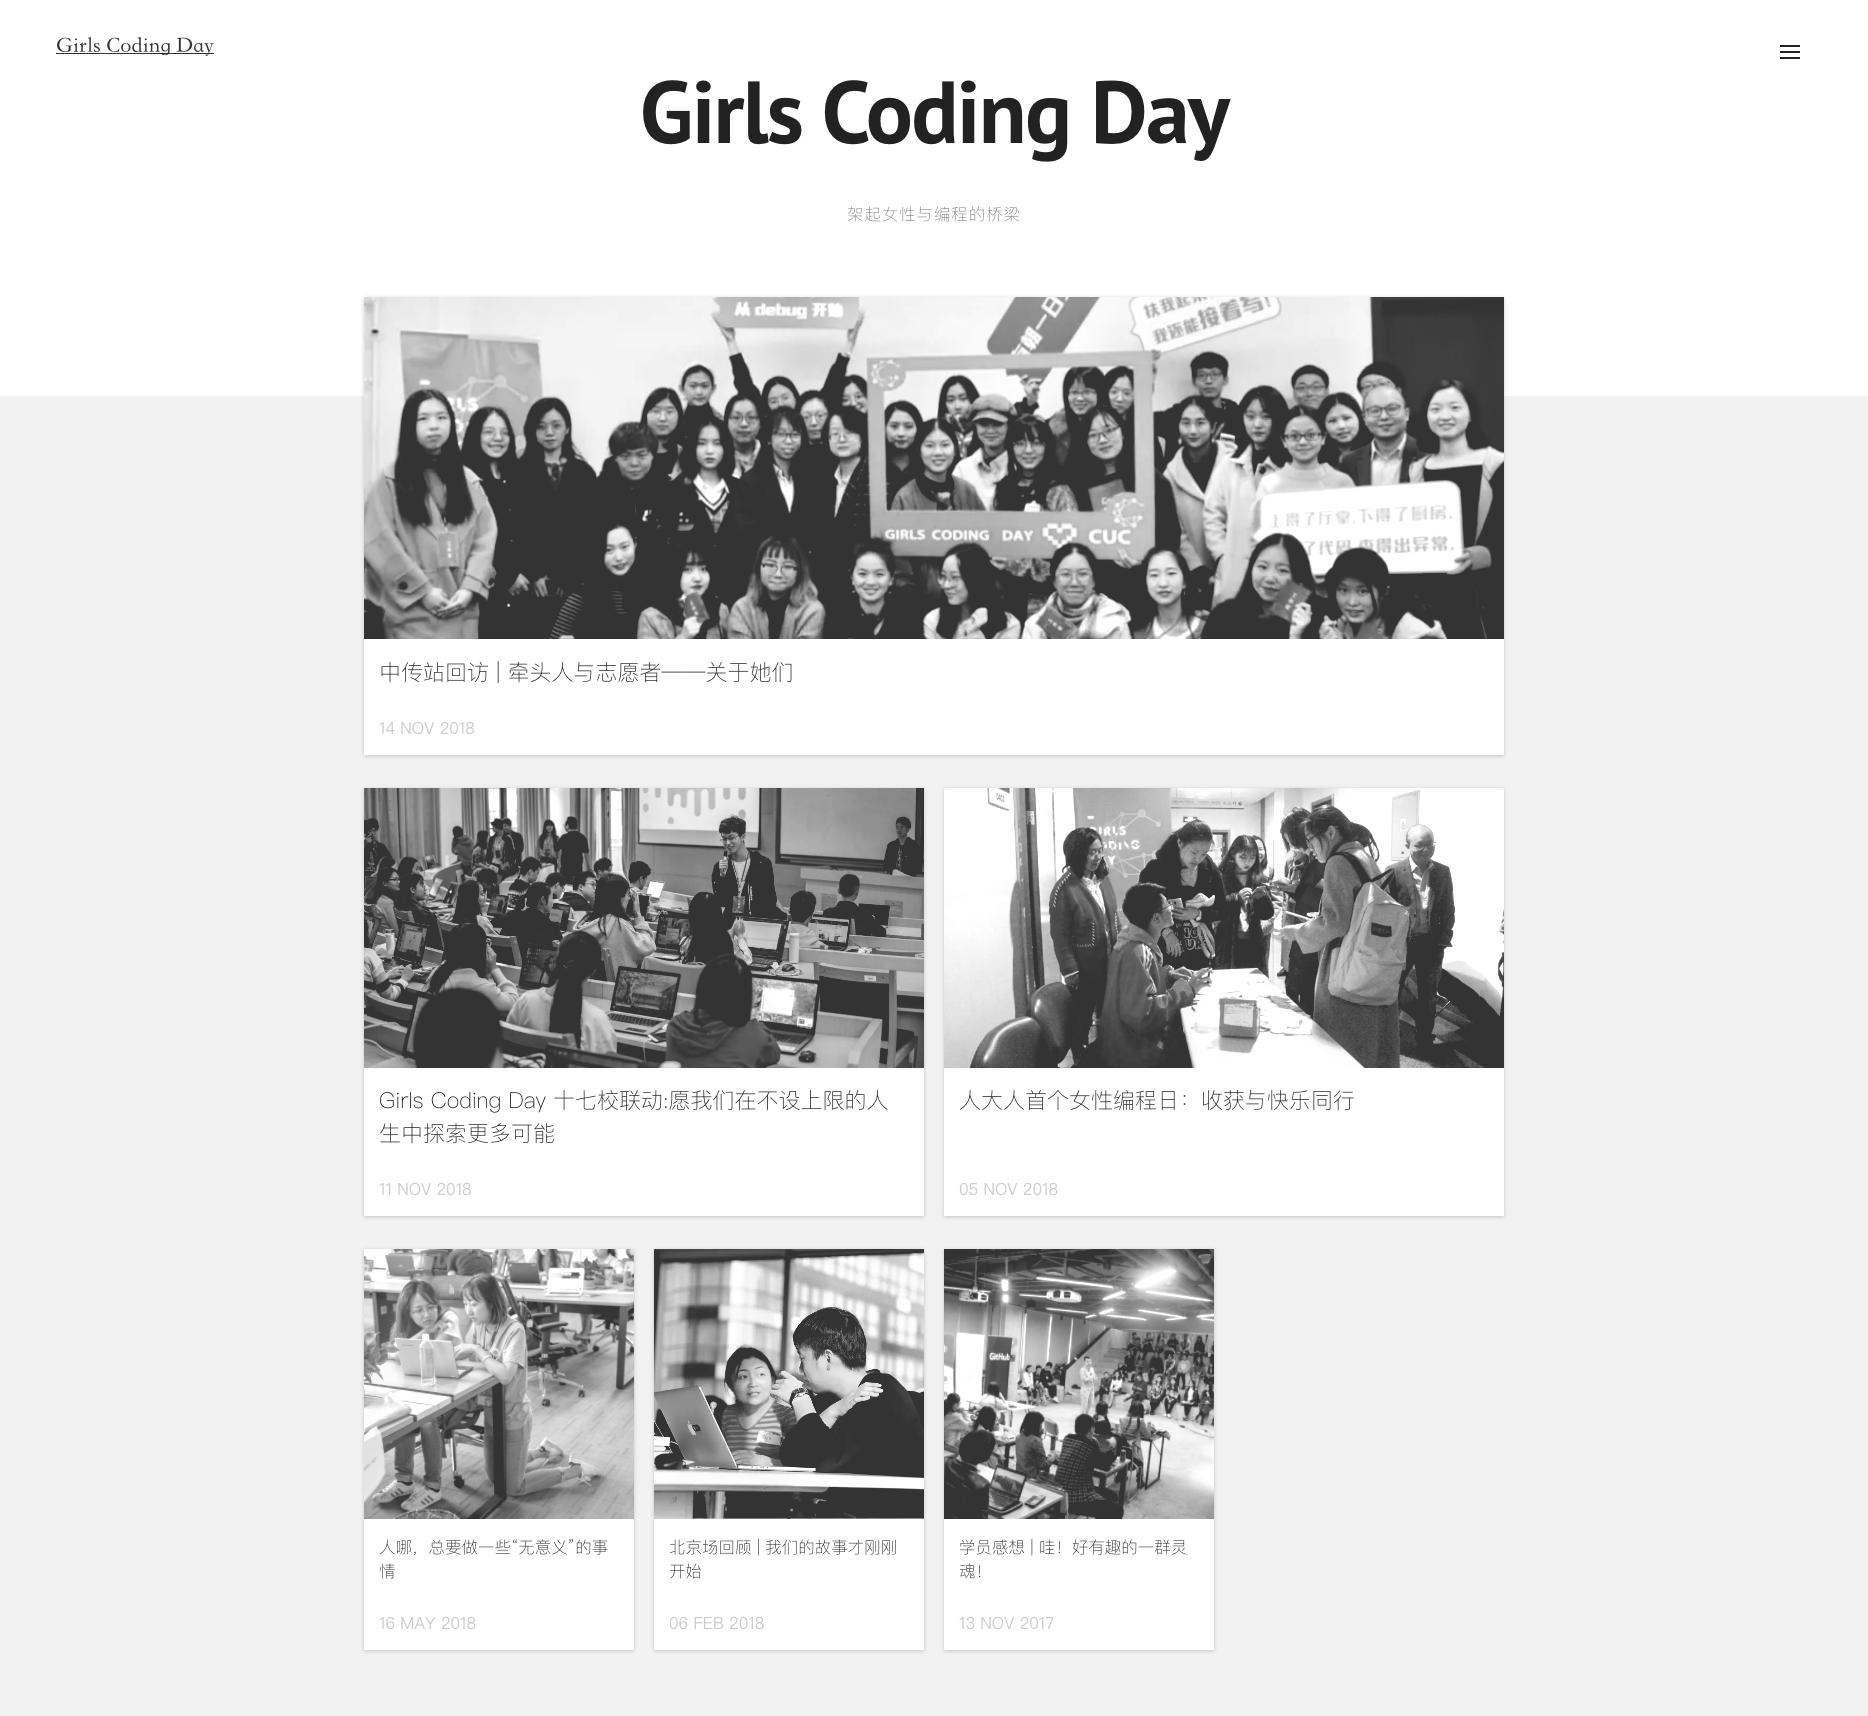 Girls Coding Day
Girls Coding Day
架起女性与编程的桥梁
从 debug 开始
我还能接着写!
GIRLS CODING DAY CUC
上得了厅堂,下得了厨房,
了代码,查得出异常.
中传站回访 | 牵头人与志愿者——关于她们
14 NOV 2018
GIRLS
Girls Coding Day 十七校联动:愿我们在不设上限的人
生中探索更多可能
11 NOV 2018
人大人首个女性编程日：收获与快乐同行
05 NOV 2018
GitHub
人哪，总要做一些“无意义”的事
情
16 MAY 2018
北京场回顾 | 我们的故事才刚刚
开始
06 FEB 2018
学员感想 | 哇！好有趣的一群灵
魂！
13 NOV 2017